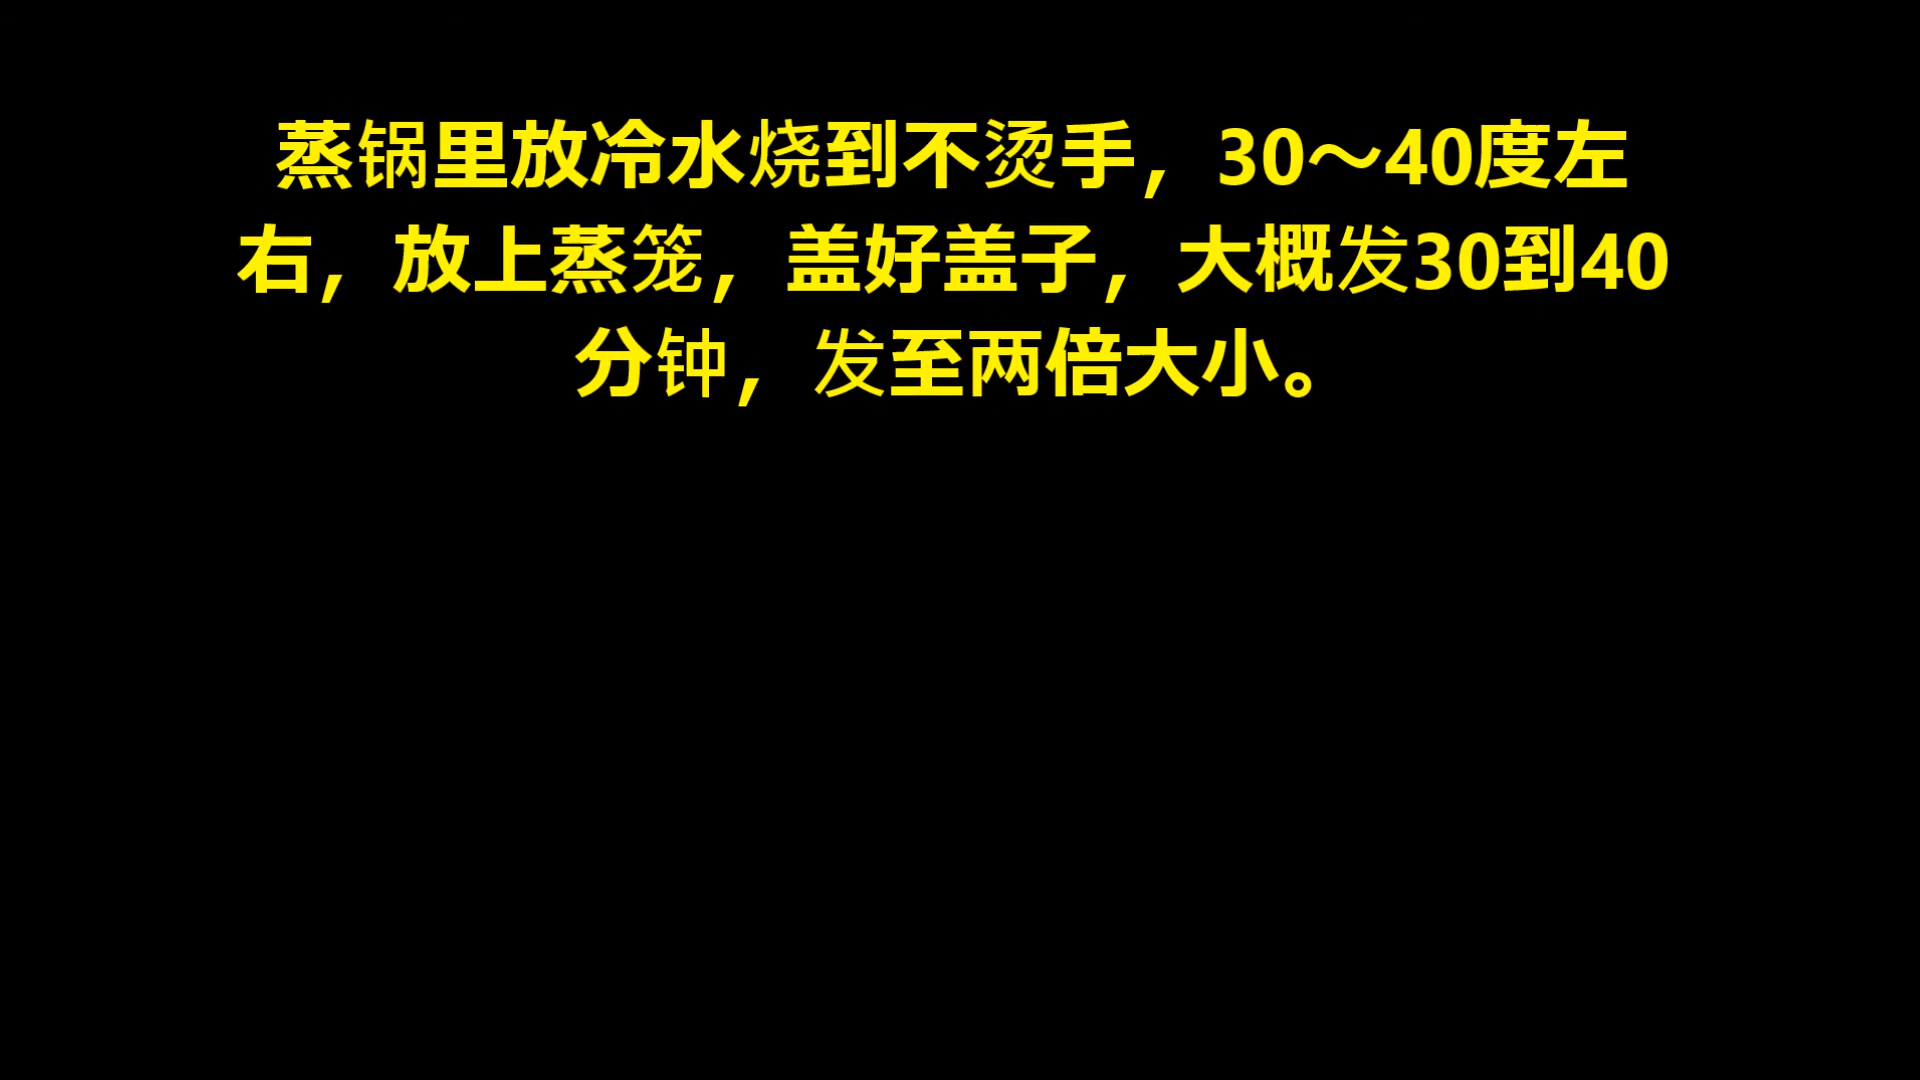 蒸锅里放冷水烧到不烫手，30～40度左
右，放上蒸笼，盖好盖子，大概发30到40
分钟，发至两倍大小。